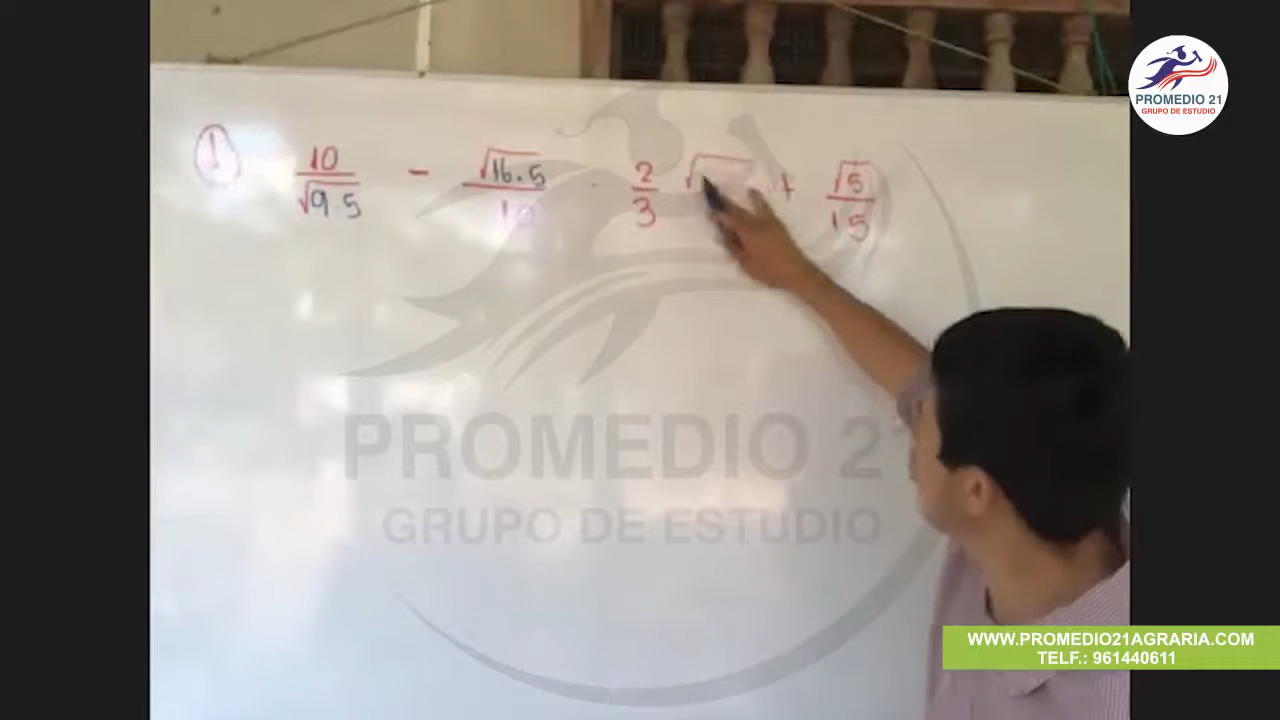 PROMEDIO 21
GRUPO DE ESTUDIO
① 10/√9·5 - √16·5/10 2/3 √ + √5/15
PROMEDIO 21
GRUPO DE ESTUDIO
WWW.PROMEDIO21AGRARIA.COM
TELF.: 961440611